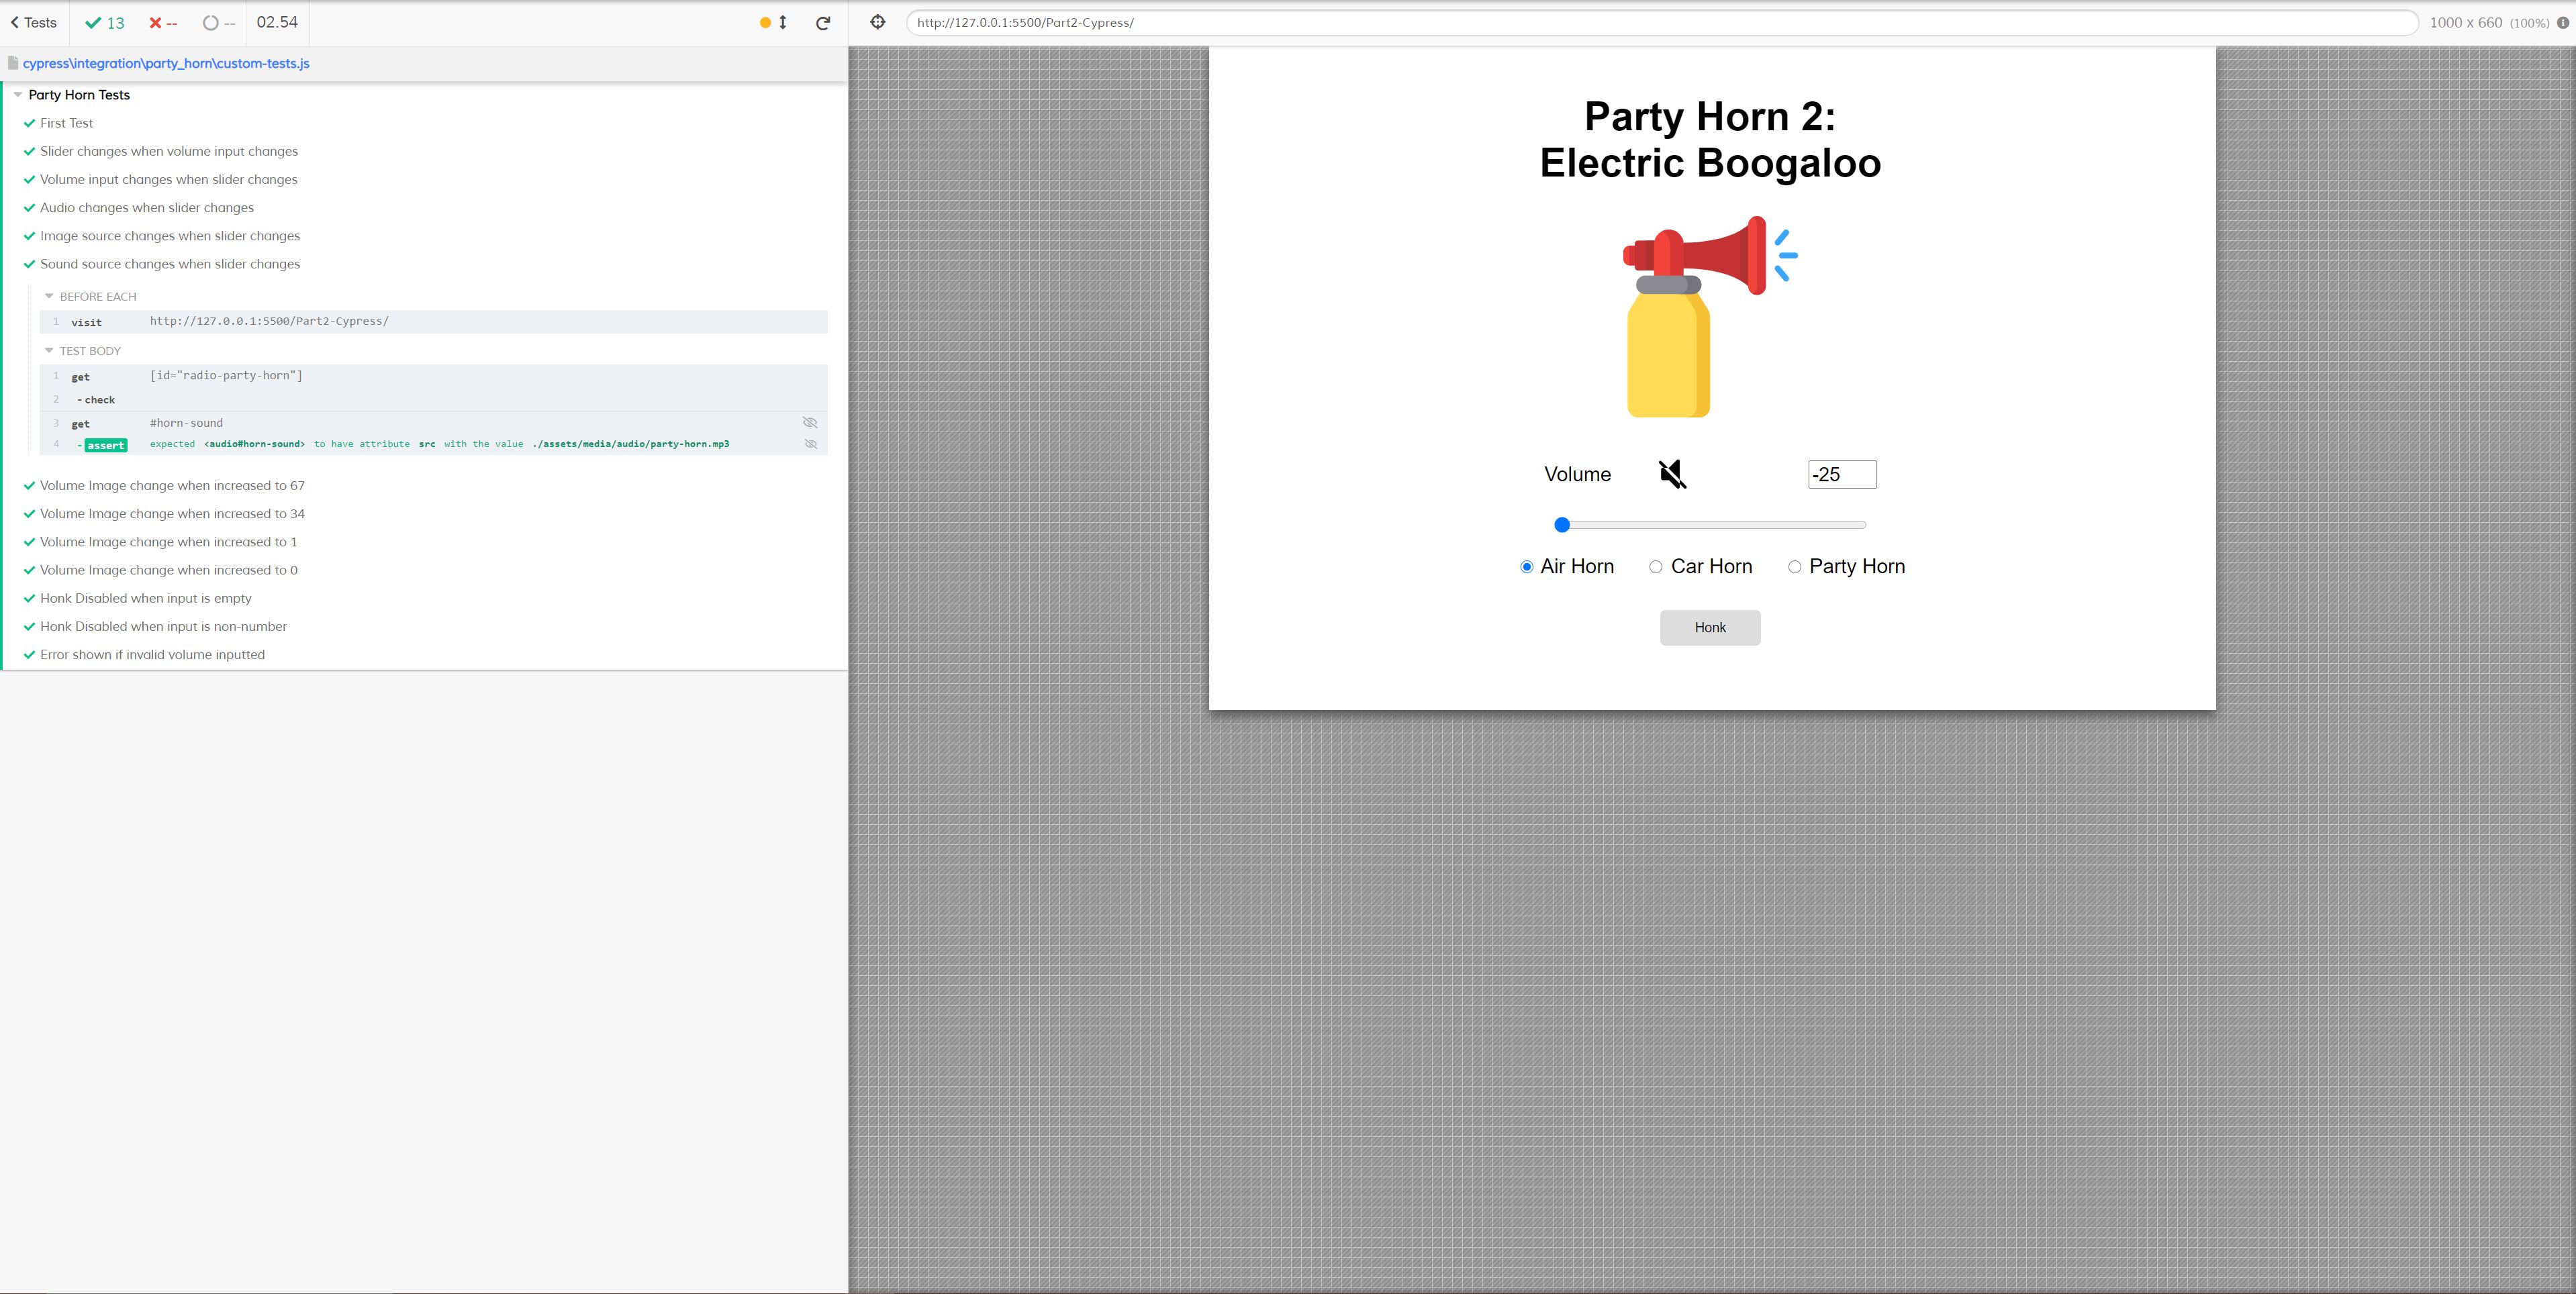 Tests 13 -- -- 02.54
cypress\integration\party_horn\custom-tests.js
Party Horn Tests
First Test
Slider changes when volume input changes
Volume input changes when slider changes
Audio changes when slider changes
Image source changes when slider changes
Sound source changes when slider changes
BEFORE EACH
1 visit http://127.0.0.1:5500/Part2-Cypress/
TEST BODY
1 get [id="radio-party-horn"]
2 -check
3 get #horn-sound
4 -assert expected <audio#horn-sound> to have attribute src with the value ./assets/media/audio/party-horn.mp3
Volume Image change when increased to 67
Volume Image change when increased to 34
Volume Image change when increased to 1
Volume Image change when increased to 0
Honk Disabled when input is empty
Honk Disabled when input is non-number
Error shown if invalid volume inputted
http://127.0.0.1:5500/Part2-Cypress/ 1000 x 660 (100%)
Party Horn 2:
Electric Boogaloo
Volume -25
Air Horn Car Horn Party Horn
Honk